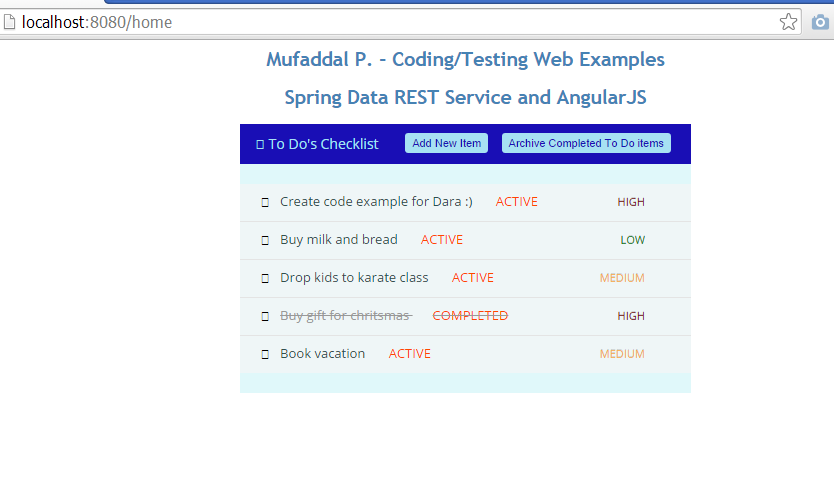 localhost:8080/home
Mufaddal P. - Coding/Testing Web Examples
Spring Data REST Service and AngularJS
To Do's Checklist Add New Item Archive Completed To Do items
Create code example for Dara :) ACTIVE HIGH
Buy milk and bread ACTIVE LOW
Drop kids to karate class ACTIVE MEDIUM
Buy gift for chritsmas COMPLETED HIGH
Book vacation ACTIVE MEDIUM